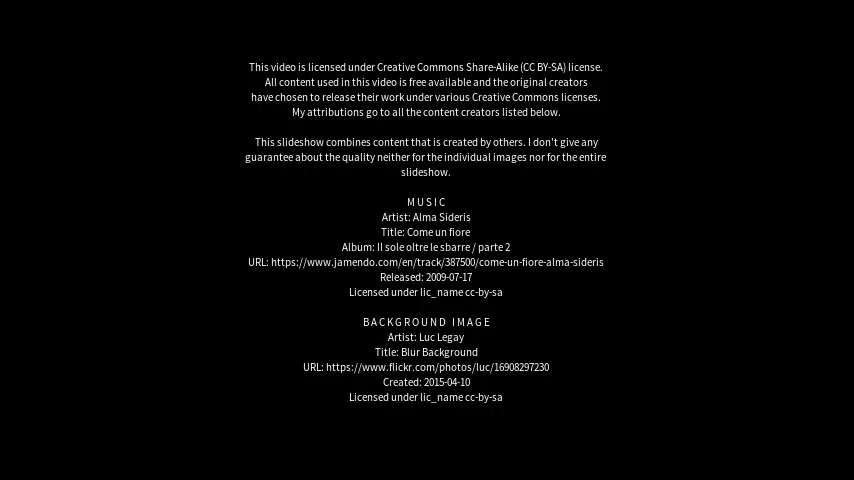 This video is licensed under Creative Commons Share-Alike (CC BY-SA) license.
All content used in this video is free available and the original creators
have chosen to release their work under various Creative Commons licenses.
My attributions go to all the content creators listed below.
This slideshow combines content that is created by others. I don't give any
guarantee about the quality neither for the individual images nor for the entire
slideshow.
MUSIC
Artist: Alma Sideris
Title: Come un fiore
Album: Il sole oltre le sbarre / parte 2
URL: https://www.jamendo.com/en/track/387500/come-un-fiore-alma-sideris
Released: 2009-07-17
Licensed under lic_name cc-by-sa
BACKGROUND IMAGE
Artist: Luc Legay
Title: Blur Background
URL: https://www.flickr.com/photos/luc/16908297230
Created: 2015-04-10
Licensed under lic_name cc-by-sa